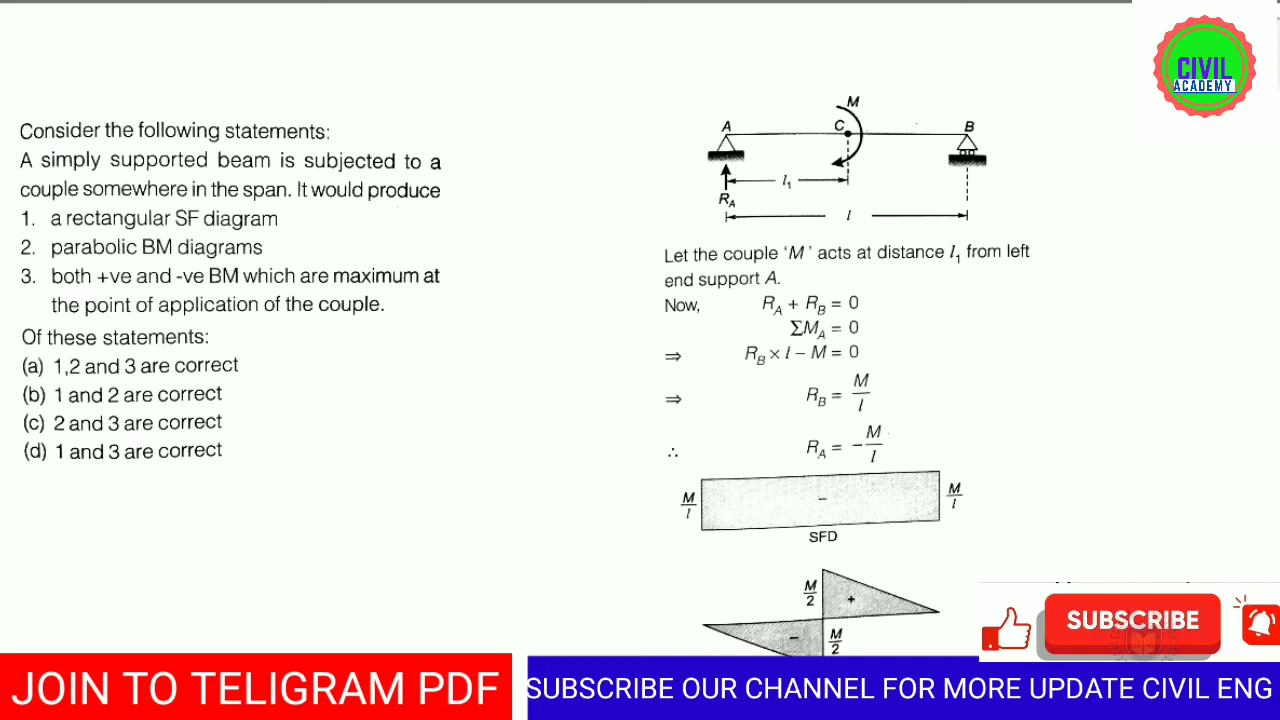 CIVIL
ACADEMY
Consider the following statements:
A simply supported beam is subjected to a
couple somewhere in the span. It would produce
1. a rectangular SF diagram
2. parabolic BM diagrams
3. both +ve and -ve BM which are maximum at
the point of application of the couple.
Of these statements:
(a) 1,2 and 3 are correct
(b) 1 and 2 are correct
(c) 2 and 3 are correct
(d) 1 and 3 are correct
M
A C B
l₁
R_A
l
Let the couple 'M' acts at distance l₁ from left
end support A.
Now, R_A + R_B = 0
ΣM_A = 0
⇒ R_B × l – M = 0
⇒ R_B = M/l
∴ R_A = – M/l
M/l – M/l
SFD
M/2 +
– M/2
SUBSCRIBE
JOIN TO TELIGRAM PDF
SUBSCRIBE OUR CHANNEL FOR MORE UPDATE CIVIL ENG